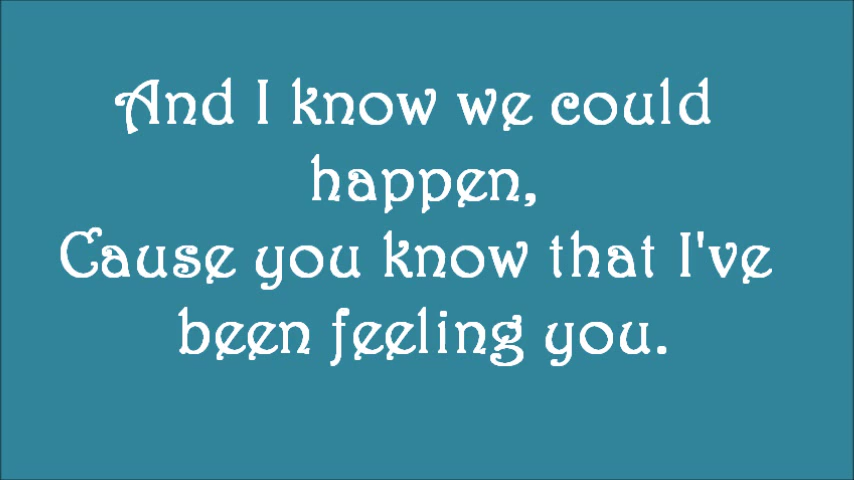 And I know we could
happen,
Cause you know that I've
been feeling you.